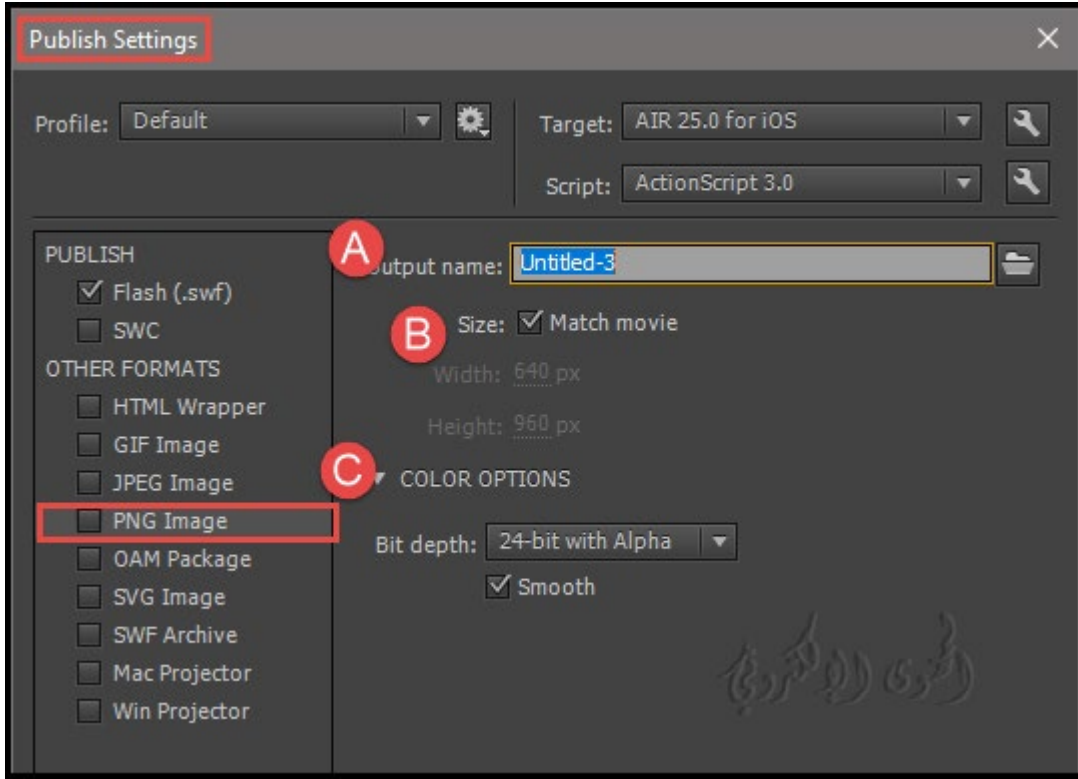 Publish Settings
Profile: Default
Target: AIR 25.0 for iOS
Script: ActionScript 3.0
PUBLISH
Flash (.swf)
SWC
OTHER FORMATS
HTML Wrapper
GIF Image
JPEG Image
PNG Image
OAM Package
SVG Image
SWF Archive
Mac Projector
Win Projector
A
Output name: Untitled-3
B
Size: Match movie
Width: 640 px
Height: 960 px
C
COLOR OPTIONS
Bit depth: 24-bit with Alpha
Smooth